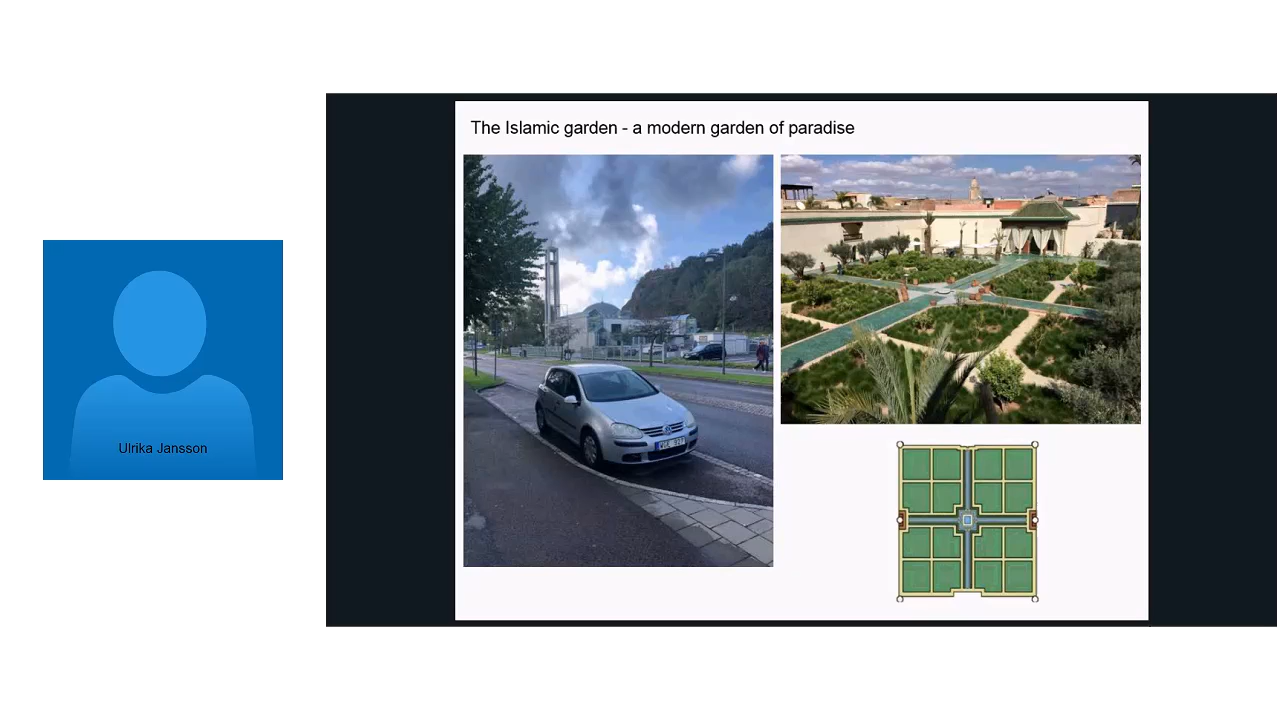 The Islamic garden - a modern garden of paradise
Ulrika Jansson